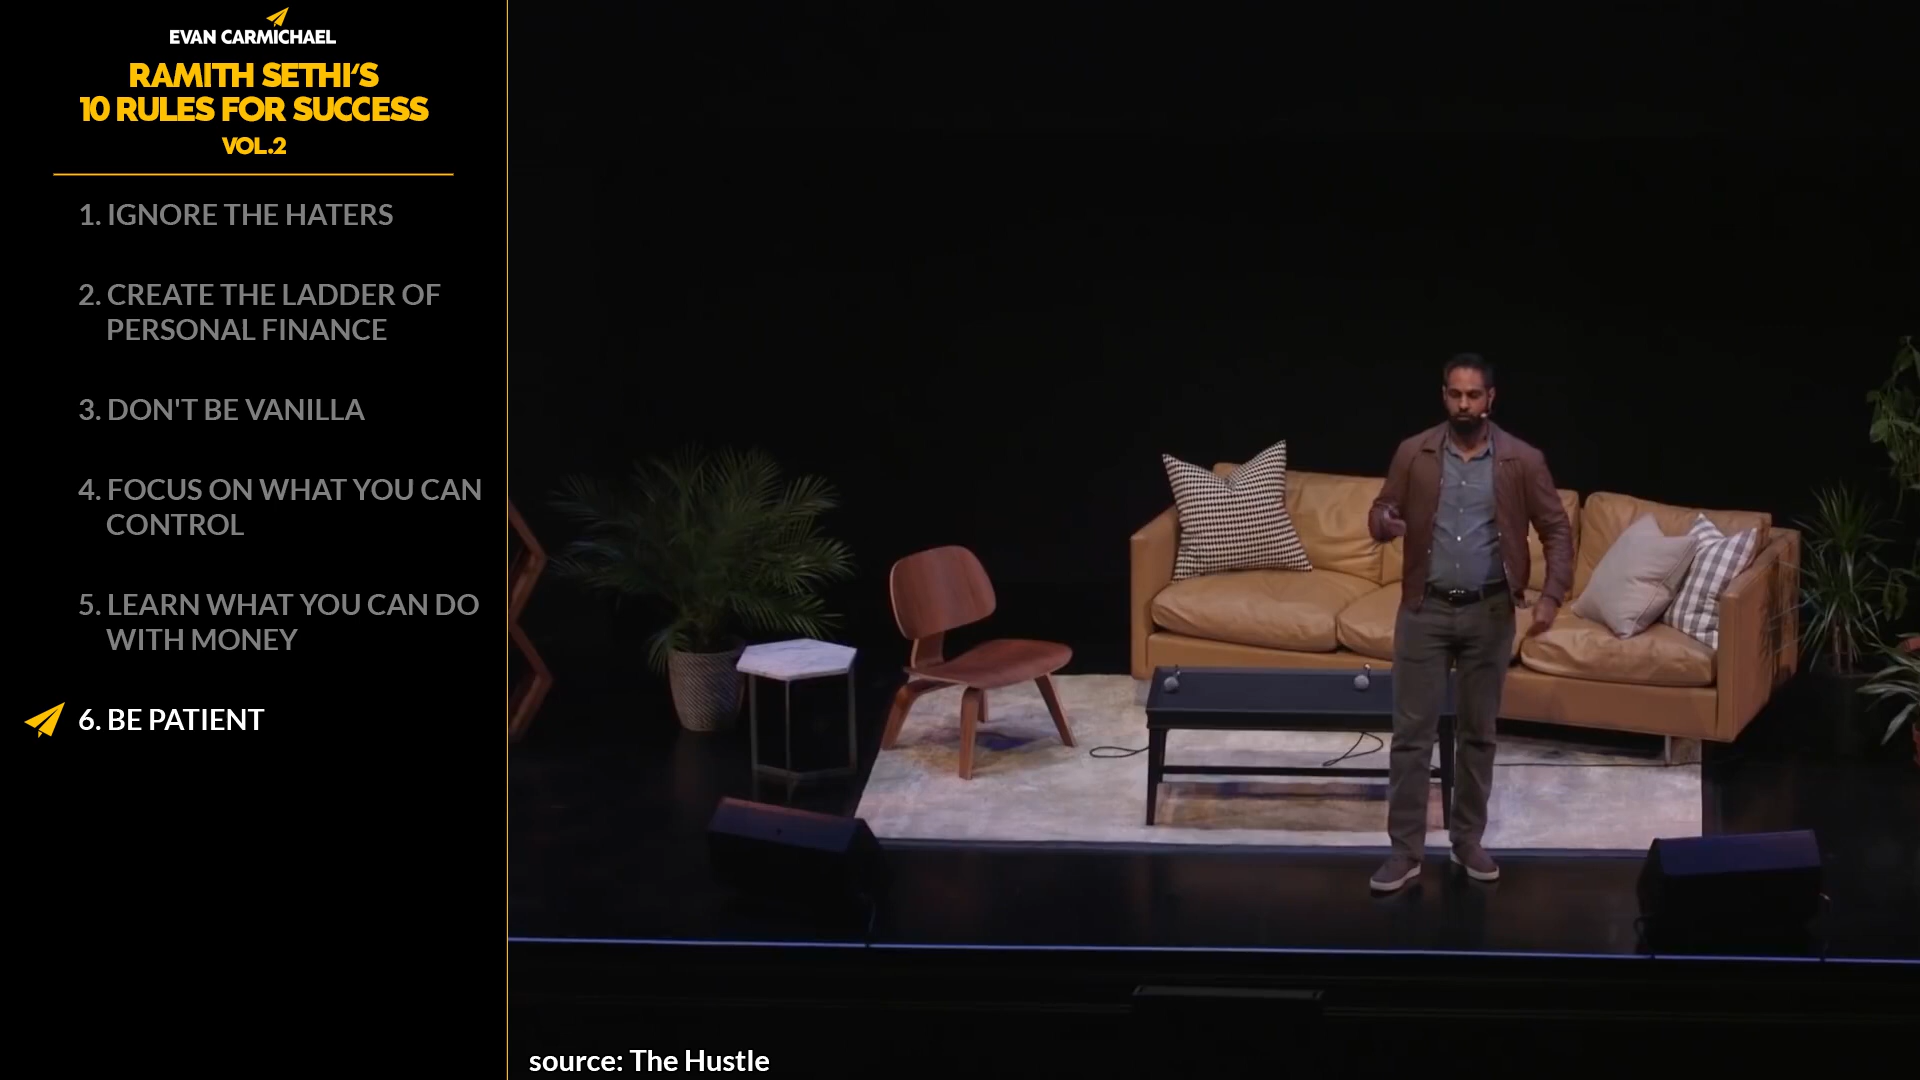 EVAN CARMICHAEL
RAMITH SETHI'S
10 RULES FOR SUCCESS
VOL.2
1. IGNORE THE HATERS
2. CREATE THE LADDER OF
PERSONAL FINANCE
3. DON'T BE VANILLA
4. FOCUS ON WHAT YOU CAN
CONTROL
5. LEARN WHAT YOU CAN DO
WITH MONEY
6. BE PATIENT
source: The Hustle